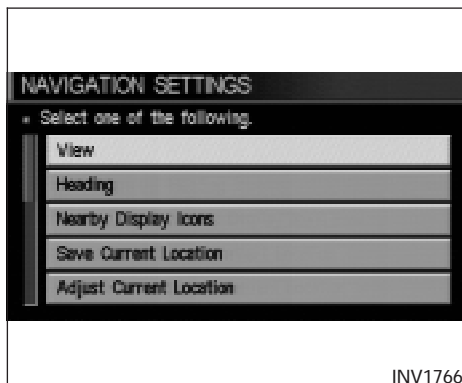 NAVIGATION SETTINGS
Select one of the following.
View
Heading
Nearby Display Icons
Save Current Location
Adjust Current Location
INV1766